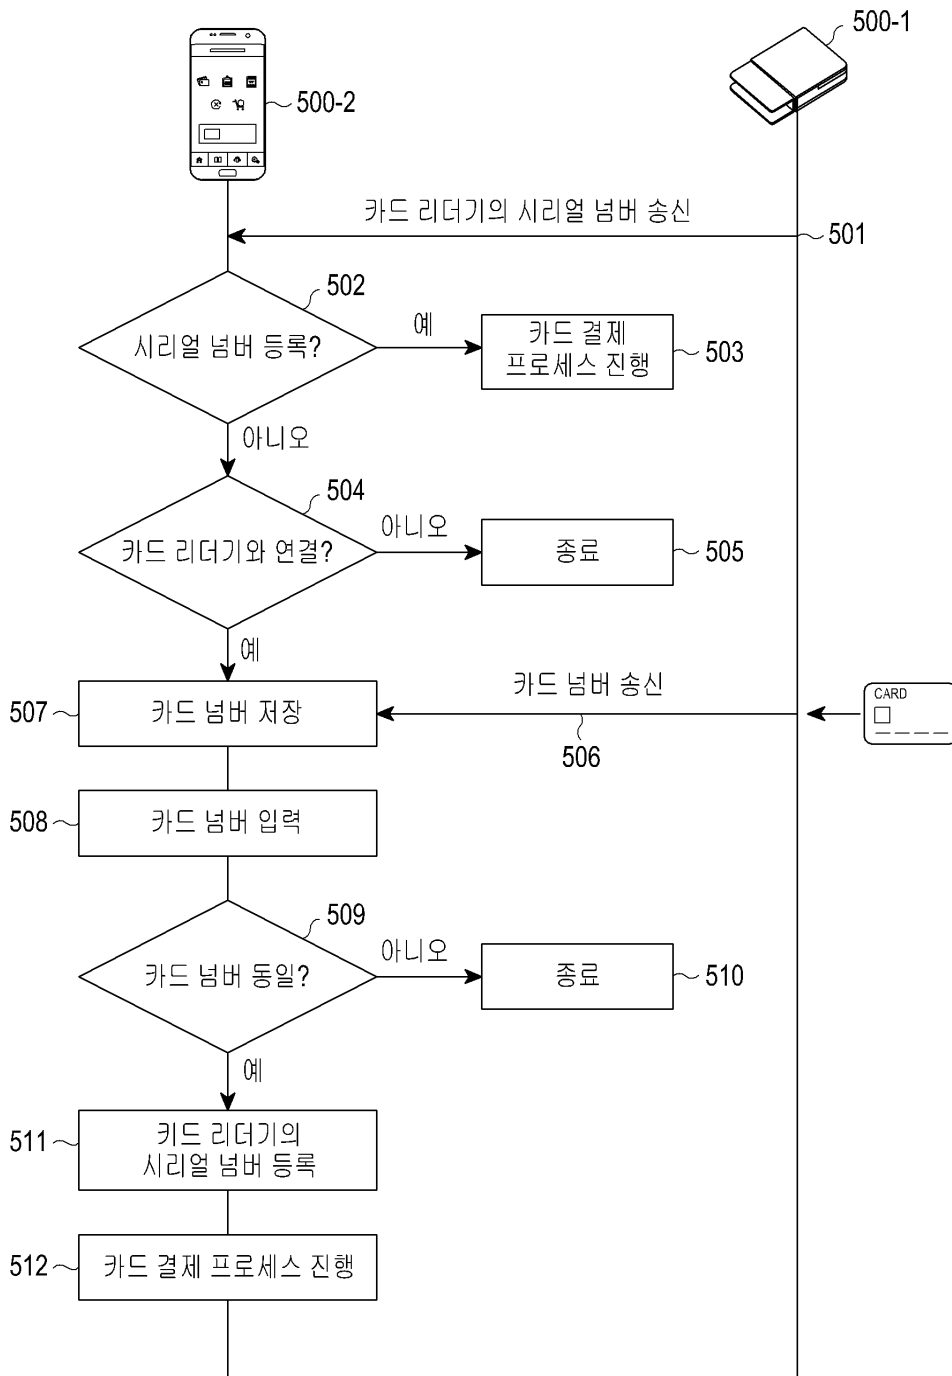 500-1
500-2
카드 리더기의 시리얼 넘버 송신
501
502
시리얼 넘버 등록?
예
카드 결제
프로세스 진행
503
아니오
504
카드 리더기와 연결?
아니오
종료
505
예
507
카드 넘버 저장
카드 넘버 송신
506
CARD
508
카드 넘버 입력
509
카드 넘버 동일?
아니오
종료
510
예
511
키드 리더기의
시리얼 넘버 등록
512
카드 결제 프로세스 진행